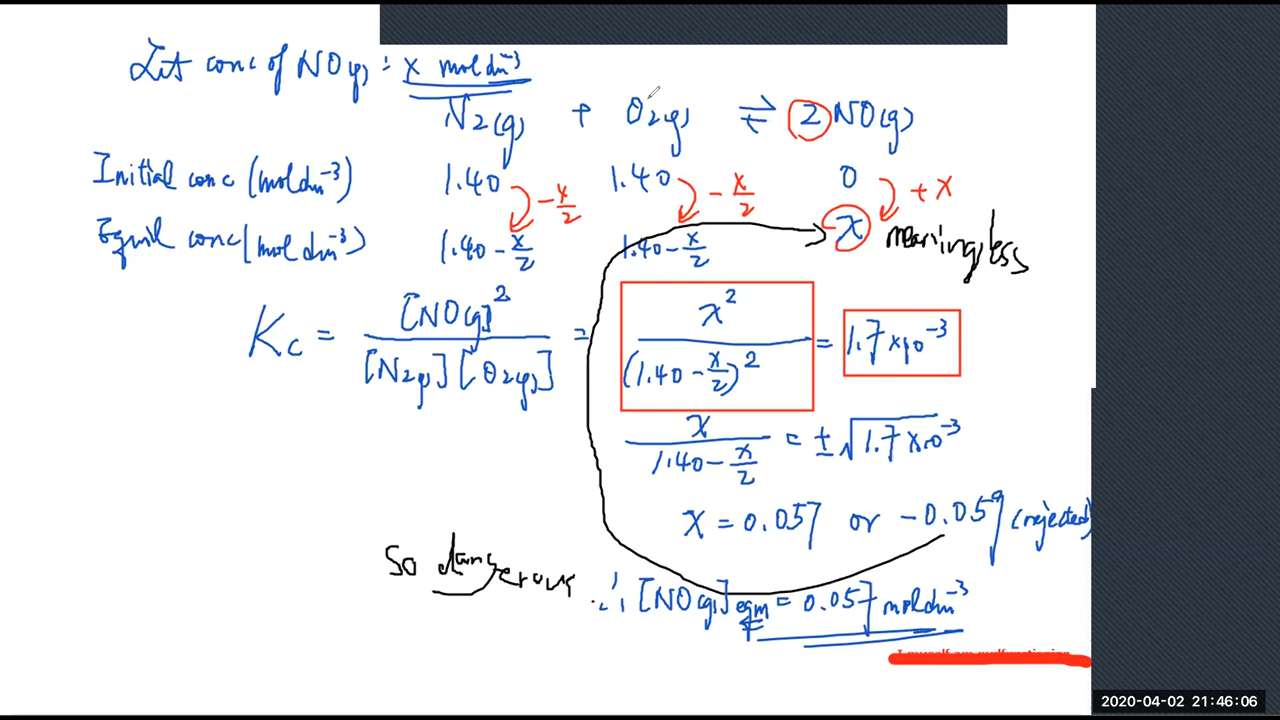 Let conc of NO(g) = x mol dm⁻³
N₂(g) + O₂(g) ⇌ 2NO(g)
Initial conc (mol dm⁻³) 1.40 -x/2 1.40 -x/2 0 +x
Equil conc (mol dm⁻³) 1.40 - x/2 1.40 - x/2 x meaningless
Kc = [NO(g)]² / [N₂(g)][O₂(g)] = x² / (1.40 - x/2)² = 1.7 x 10⁻³
x / 1.40 - x/2 = ±√1.7 x 10⁻³
x = 0.057 or -0.059 (rejected)
So dangerous
∴ [NO(g)]eqm = 0.057 mol dm⁻³
2020-04-02 21:46:06